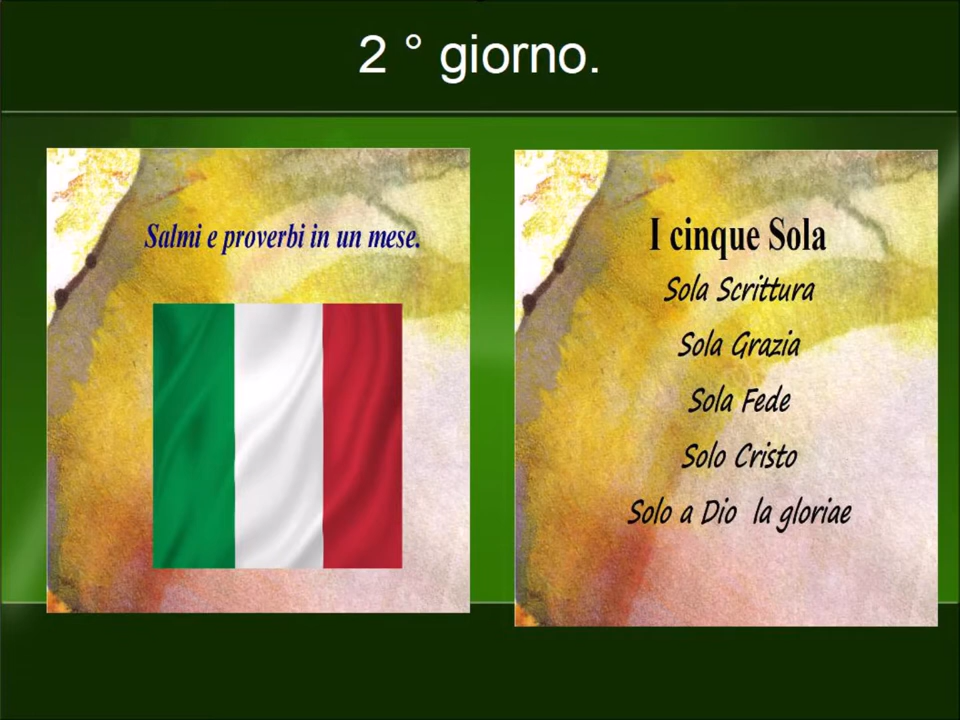 2 ° giorno.
Salmi e proverbi in un mese.
I cinque Sola
Sola Scrittura
Sola Grazia
Sola Fede
Solo Cristo
Solo a Dio la gloriae